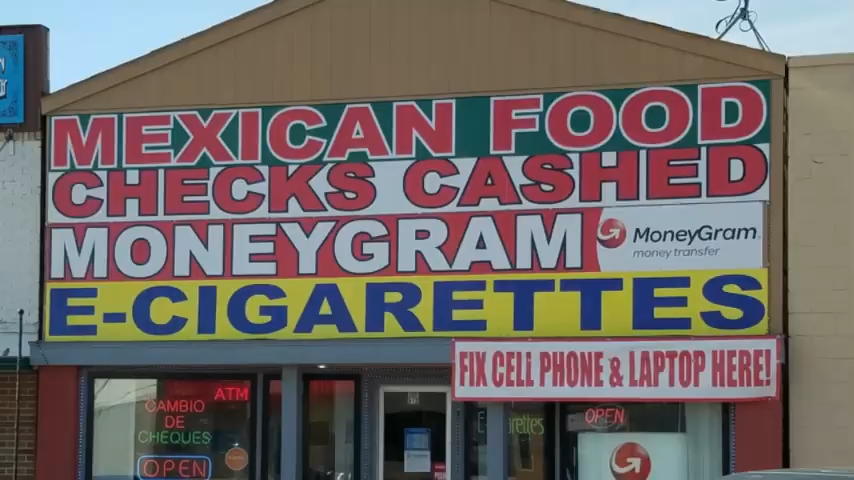 MEXICAN FOOD
CHECKS CASHED
MONEYGRAM
MoneyGram
money transfer
E-CIGARETTES
FIX CELL PHONE & LAPTOP HERE!
ATM
CAMBIO
DE
CHEQUES
OPEN
OPEN